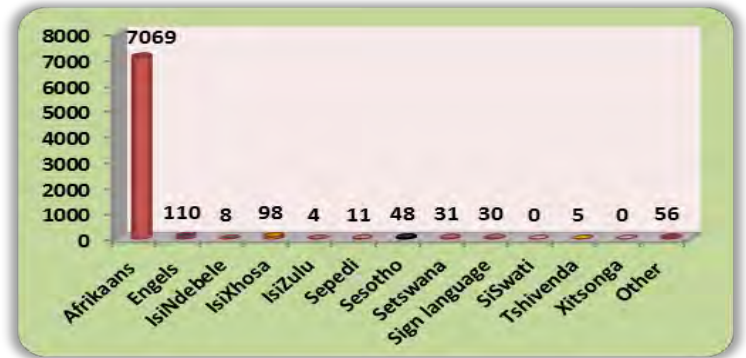 8000
7000
6000
5000
4000
3000
2000
1000
0
7069
110 8 98 4 11 48 31 30 0 5 0 56
Afrikaans
Engels
IsiNdebele
IsiXhosa
IsiZulu
Sepedi
Sesotho
Setswana
Sign language
SiSwati
Tshivenda
Xitsonga
Other